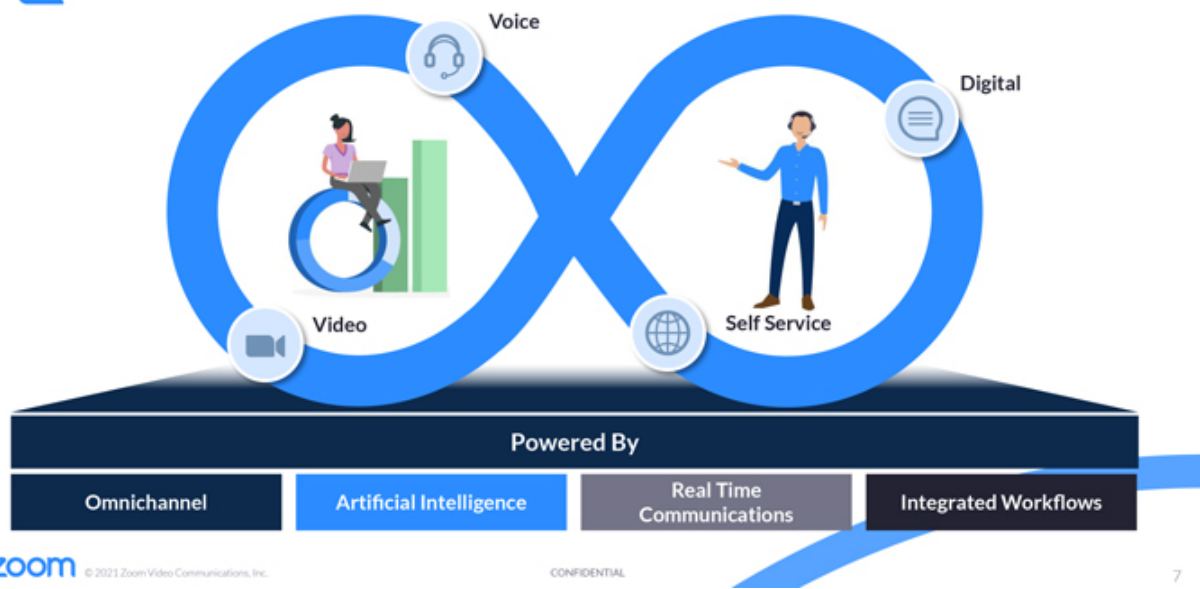 Voice
Digital
Video
Self Service
Powered By
Omnichannel
Artificial Intelligence
Real Time
Communications
Integrated Workflows
zoom © 2021 Zoom Video Communications, Inc.
CONFIDENTIAL
7